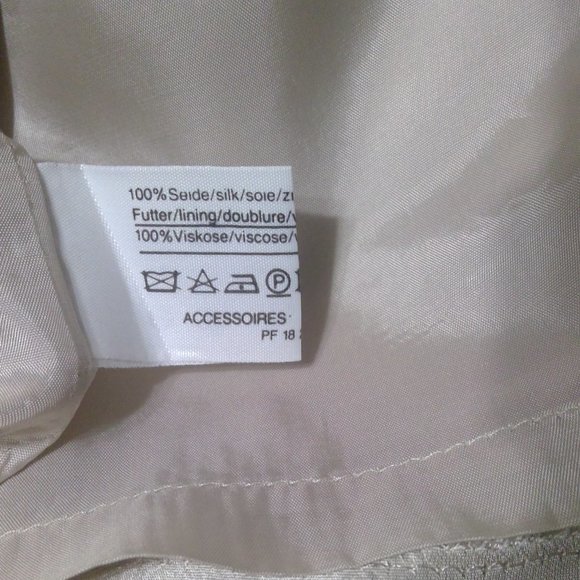 100%Seide/silk/soie/
Futter/lining/doublure/
100%Viskose/viscose/
P
ACCESSOIRES
PF 18